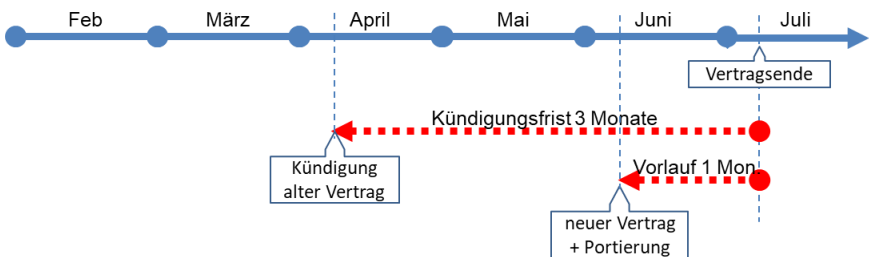 Feb März April Mai Juni Juli
Vertragsende
Kündigungsfrist 3 Monate
Kündigung
alter Vertrag
Vorlauf 1 Mon.
neuer Vertrag
+ Portierung